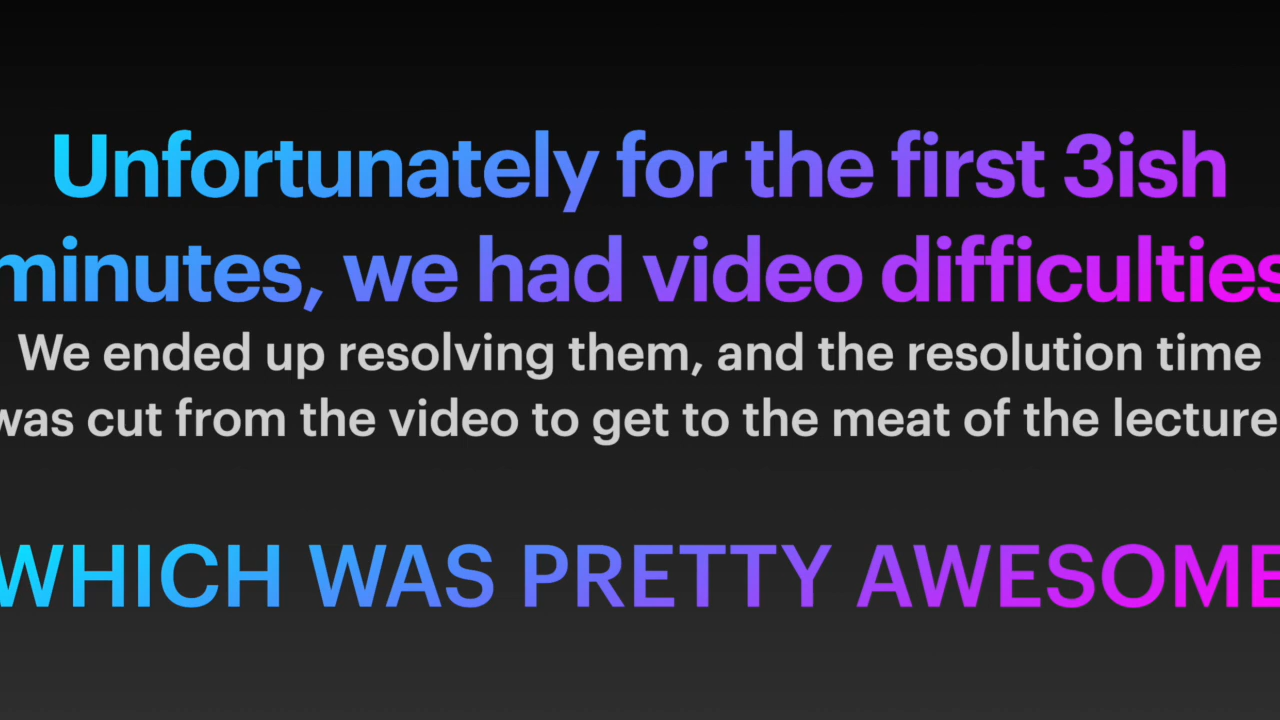 Unfortunately for the first 3ish
minutes, we had video difficulties
We ended up resolving them, and the resolution time
was cut from the video to get to the meat of the lecture
WHICH WAS PRETTY AWESOME